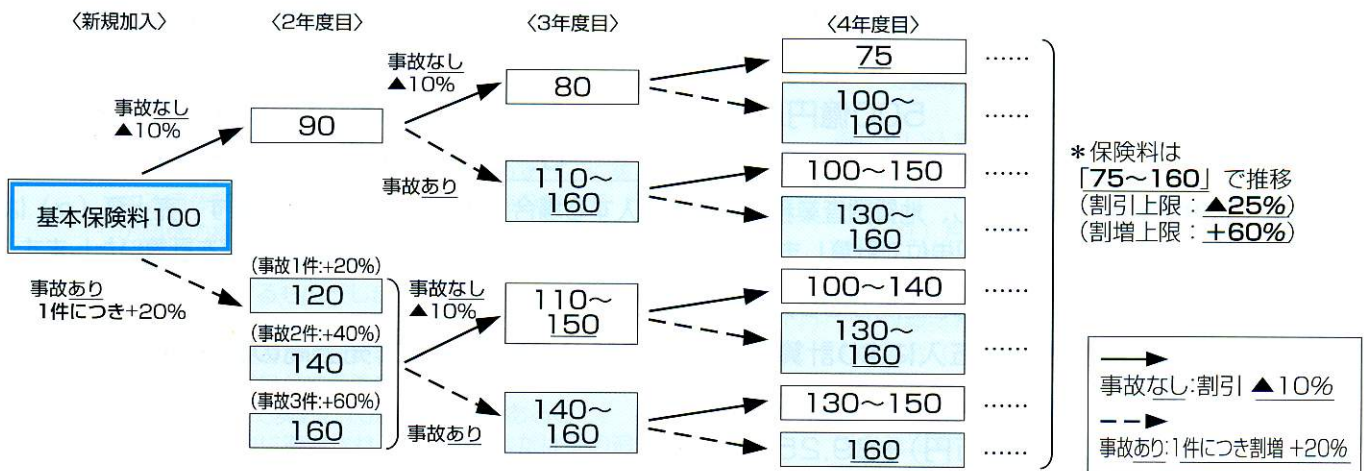 〈新規加入〉
〈2年度目〉
〈3年度目〉
〈4年度目〉
基本保険料100
事故なし
▲10%
事故あり
1件につき+20%
90
(事故1件:+20%)
120
(事故2件:+40%)
140
(事故3件:+60%)
160
事故なし
▲10%
事故あり
事故なし
▲10%
事故あり
80
110〜
160
110〜
150
140〜
160
75
100〜
160
100〜150
130〜
160
100〜140
130〜
160
130〜150
160
……
……
……
……
……
……
……
……
*保険料は
「75〜160」で推移
(割引上限:▲25%)
(割増上限:+60%)
事故なし:割引 ▲10%
事故あり:1件につき割増 +20%